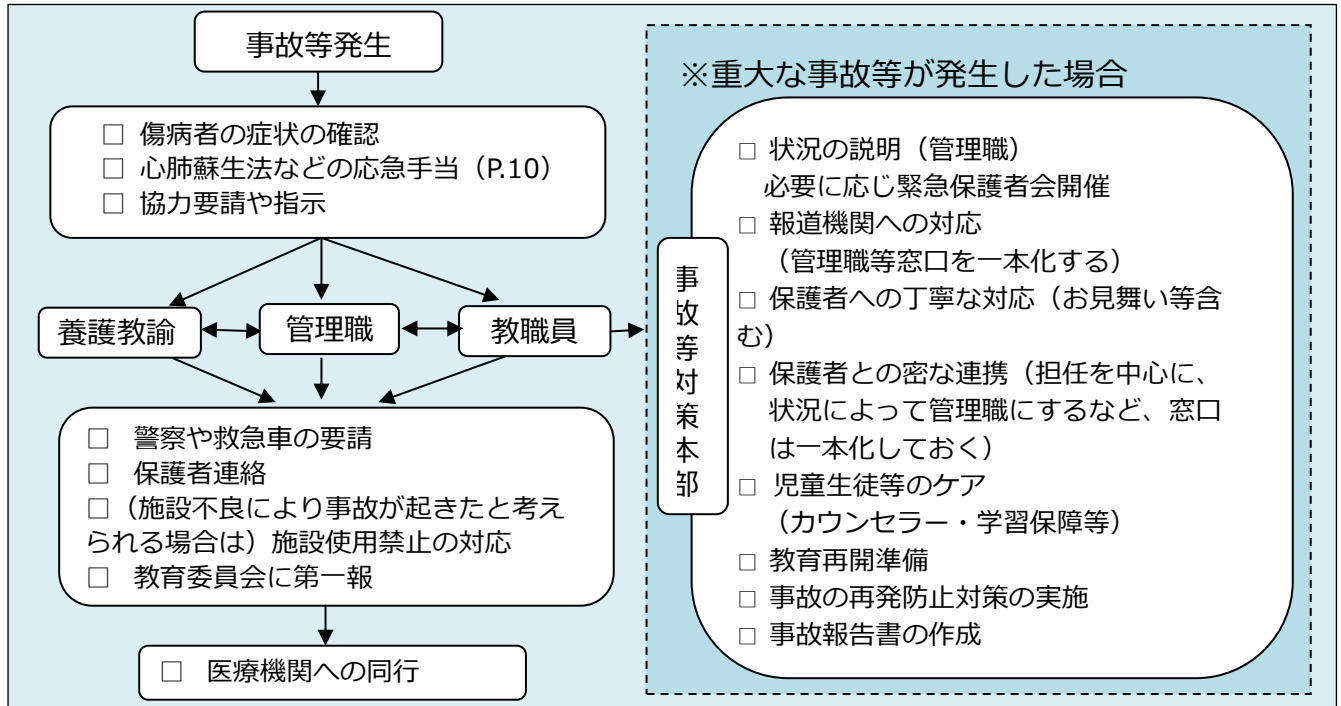 事故等発生
□ 傷病者の症状の確認
□ 心肺蘇生法などの応急手当（P.10）
□ 協力要請や指示
養護教諭
管理職
教職員
□ 警察や救急車の要請
□ 保護者連絡
□（施設不良により事故が起きたと考え
られる場合は）施設使用禁止の対応
□ 教育委員会に第一報
□ 医療機関への同行
※重大な事故等が発生した場合
事故等対策本部
□ 状況の説明（管理職）
必要に応じ緊急保護者会開催
□ 報道機関への対応
（管理職等窓口を一本化する）
□ 保護者への丁寧な対応（お見舞い等含
む）
□ 保護者との密な連携（担任を中心に、
状況によって管理職にするなど、窓口
は一本化しておく）
□ 児童生徒等のケア
（カウンセラー・学習保障等）
□ 教育再開準備
□ 事故の再発防止対策の実施
□ 事故報告書の作成